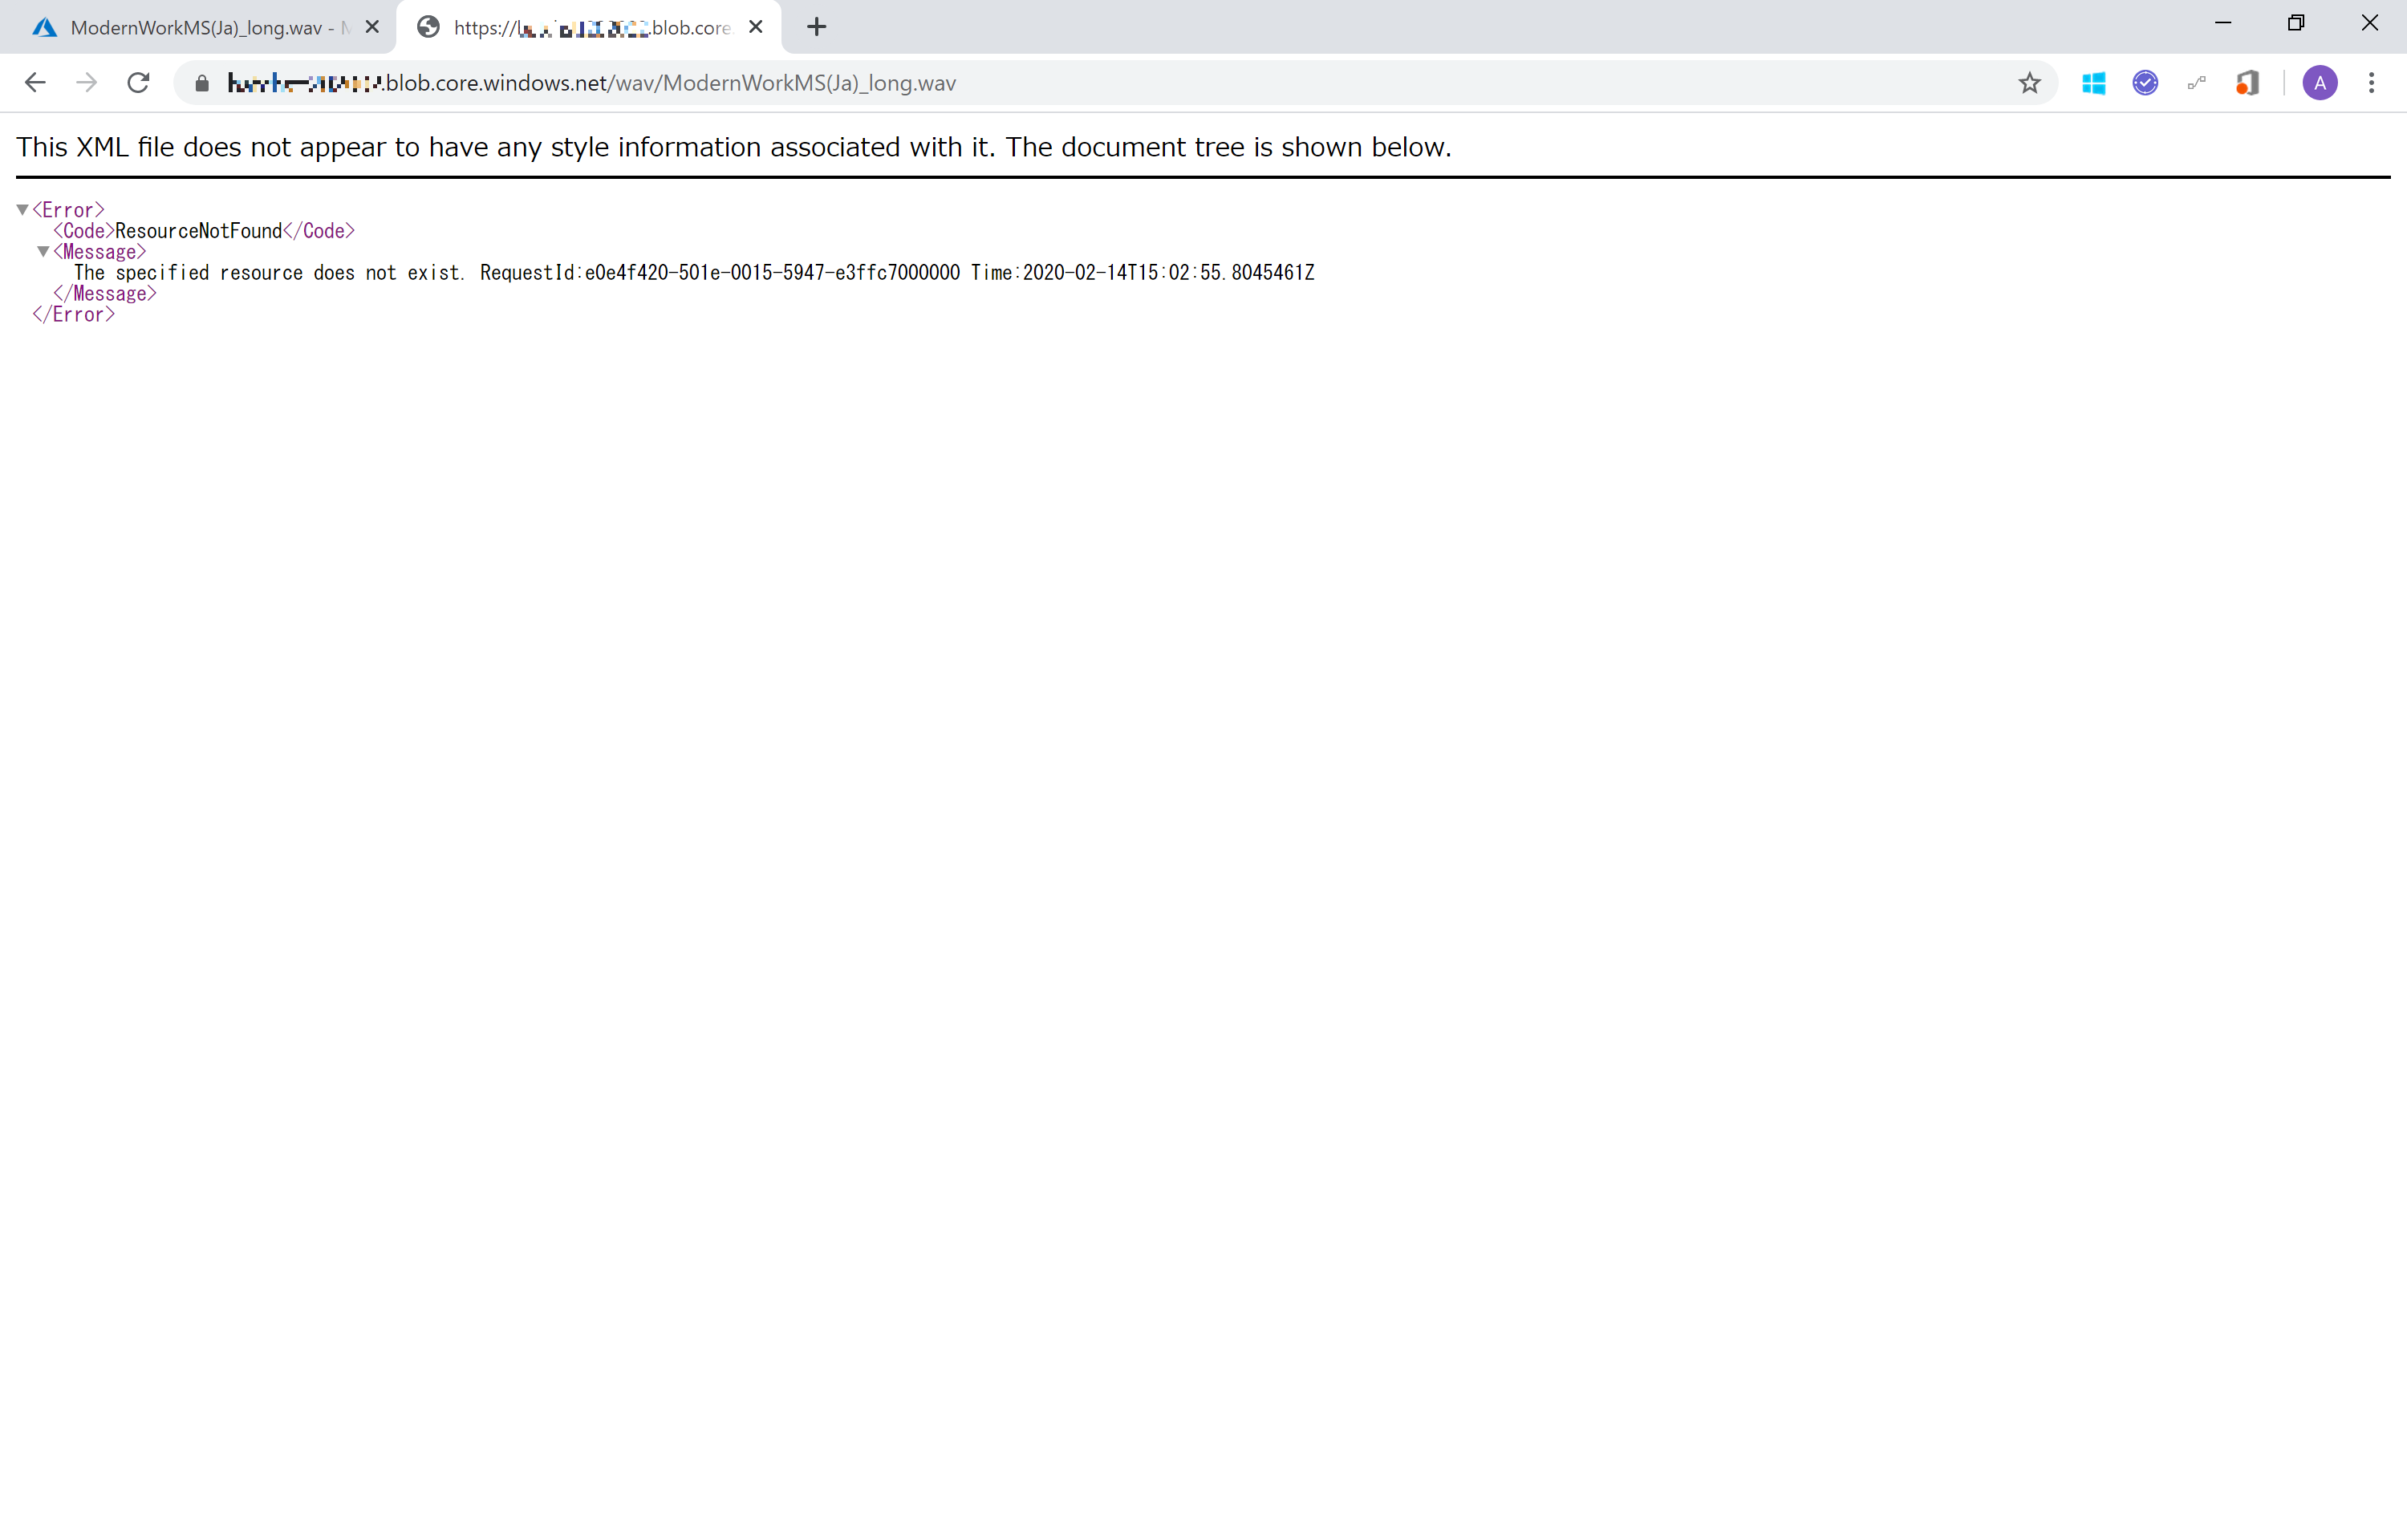 ModernWorkMS(Ja)_long.wav -
https://
.blob.core.
.blob.core.windows.net/wav/ModernWorkMS(Ja)_long.wav
A
This XML file does not appear to have any style information associated with it. The document tree is shown below.
<Error>
<Code>ResourceNotFound</Code>
<Message>
The specified resource does not exist. RequestId:e0e4f420-501e-0015-5947-e3ffc7000000 Time:2020-02-14T15:02:55.8045461Z
</Message>
</Error>